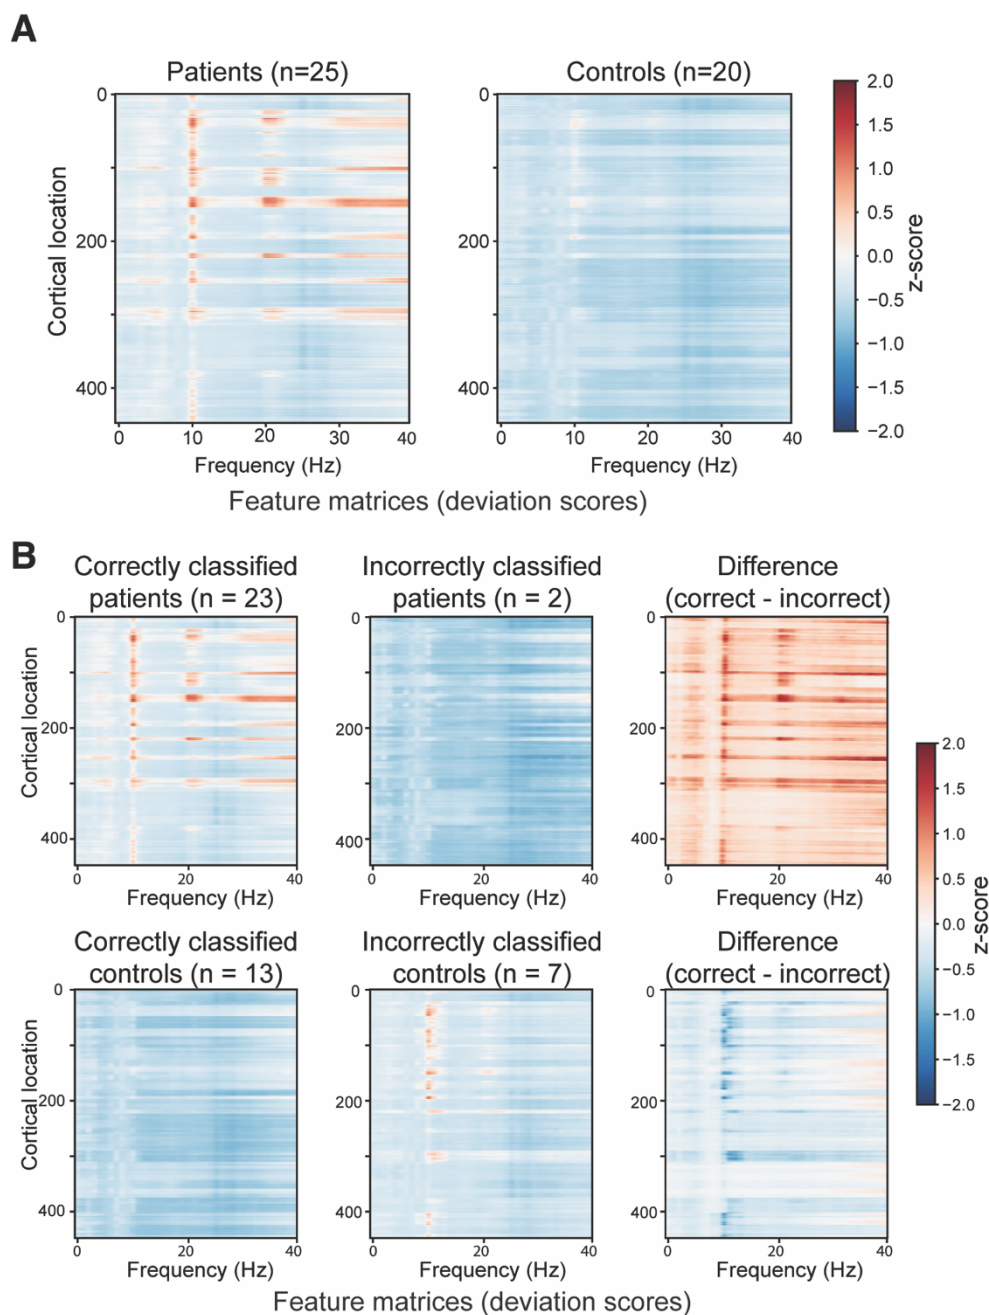 A
Patients (n=25)
Controls (n=20)
0
200
400
Cortical location
0 10 20 30 40
Frequency (Hz)
0
200
400
0 10 20 30 40
Frequency (Hz)
2.0
1.5
1.0
0.5
0.0
−0.5
−1.0
−1.5
−2.0
z-score
Feature matrices (deviation scores)
B
Correctly classified
patients (n = 23)
0
200
400
Cortical location
0 20 40
Frequency (Hz)
Incorrectly classified
patients (n = 2)
0
200
400
0 20 40
Frequency (Hz)
Difference
(correct - incorrect)
0
200
400
0 20 40
Frequency (Hz)
Correctly classified
controls (n = 13)
0
200
400
Cortical location
0 20 40
Frequency (Hz)
Incorrectly classified
controls (n = 7)
0
200
400
0 20 40
Frequency (Hz)
Difference
(correct - incorrect)
0
200
400
0 20 40
Frequency (Hz)
2.0
1.5
1.0
0.5
0.0
−0.5
−1.0
−1.5
−2.0
z-score
Feature matrices (deviation scores)